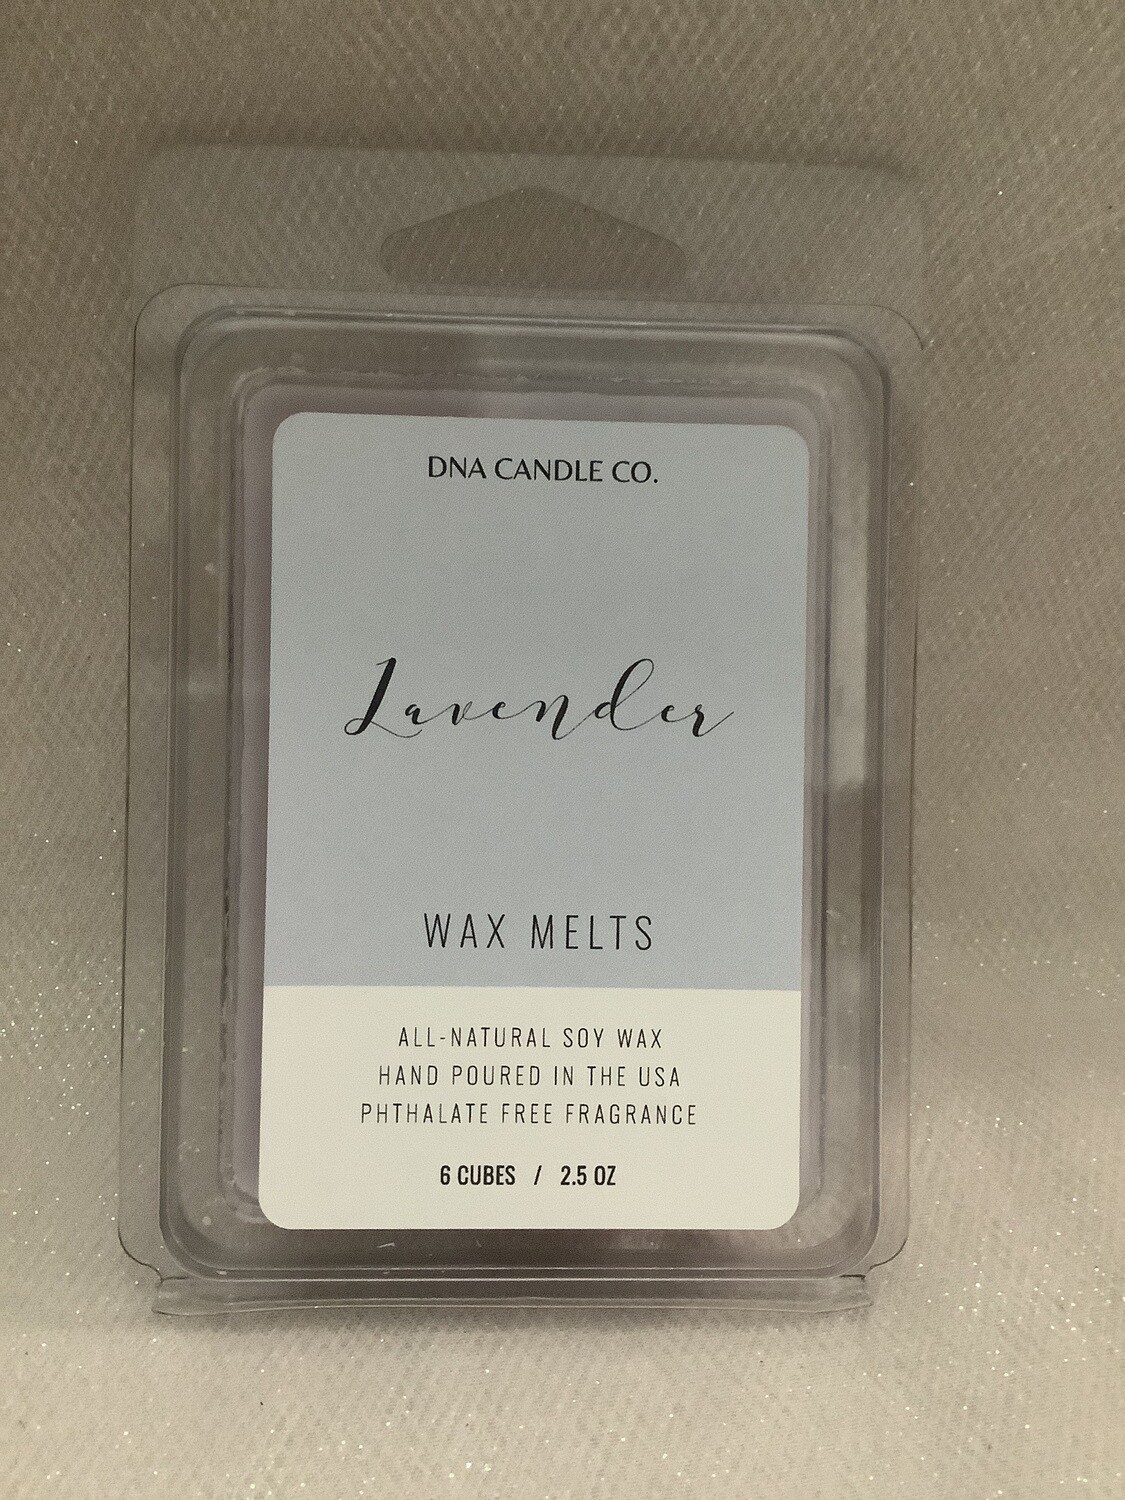 DNA CANDLE CO.
Lavender
WAX MELTS
ALL-NATURAL SOY WAX
HAND POURED IN THE USA
PHTHALATE FREE FRAGRANCE
6 CUBES / 2.5 OZ